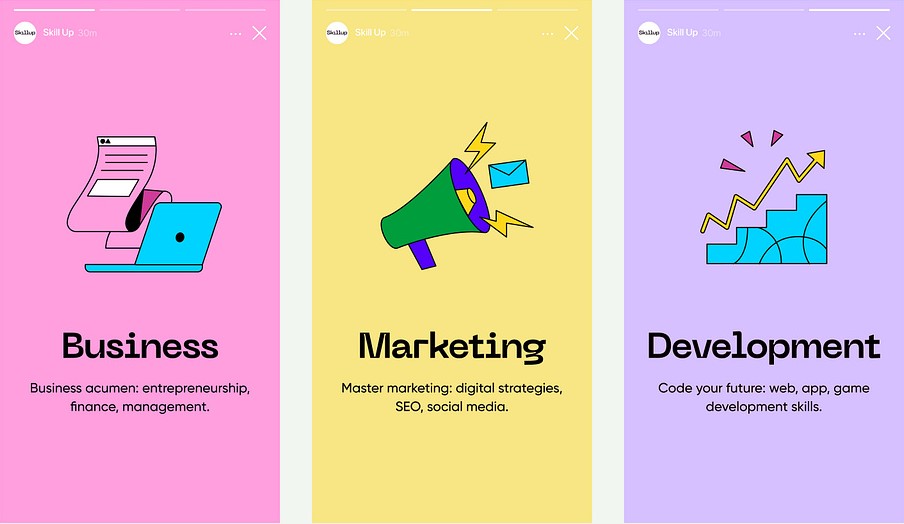 Skillup
Skill Up 30m
Business
Business acumen: entrepreneurship,
finance, management.
Skillup
Skill Up 30m
Marketing
Master marketing: digital strategies,
SEO, social media.
Skillup
Skill Up 30m
Development
Code your future: web, app, game
development skills.